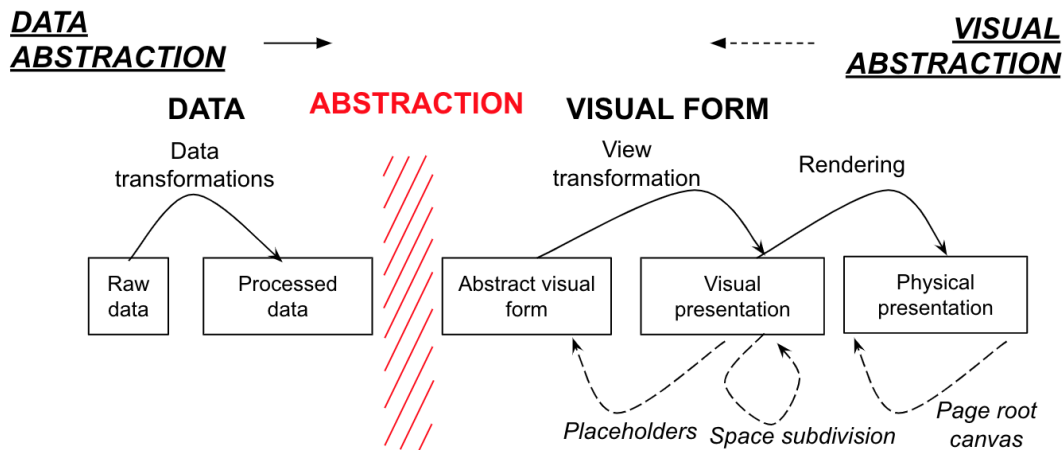 DATA
ABSTRACTION
VISUAL
ABSTRACTION
DATA
ABSTRACTION
VISUAL FORM
Data
transformations
View
transformation
Rendering
Raw
data
Processed
data
Abstract visual
form
Visual
presentation
Physical
presentation
Placeholders
Space subdivision
Page root
canvas